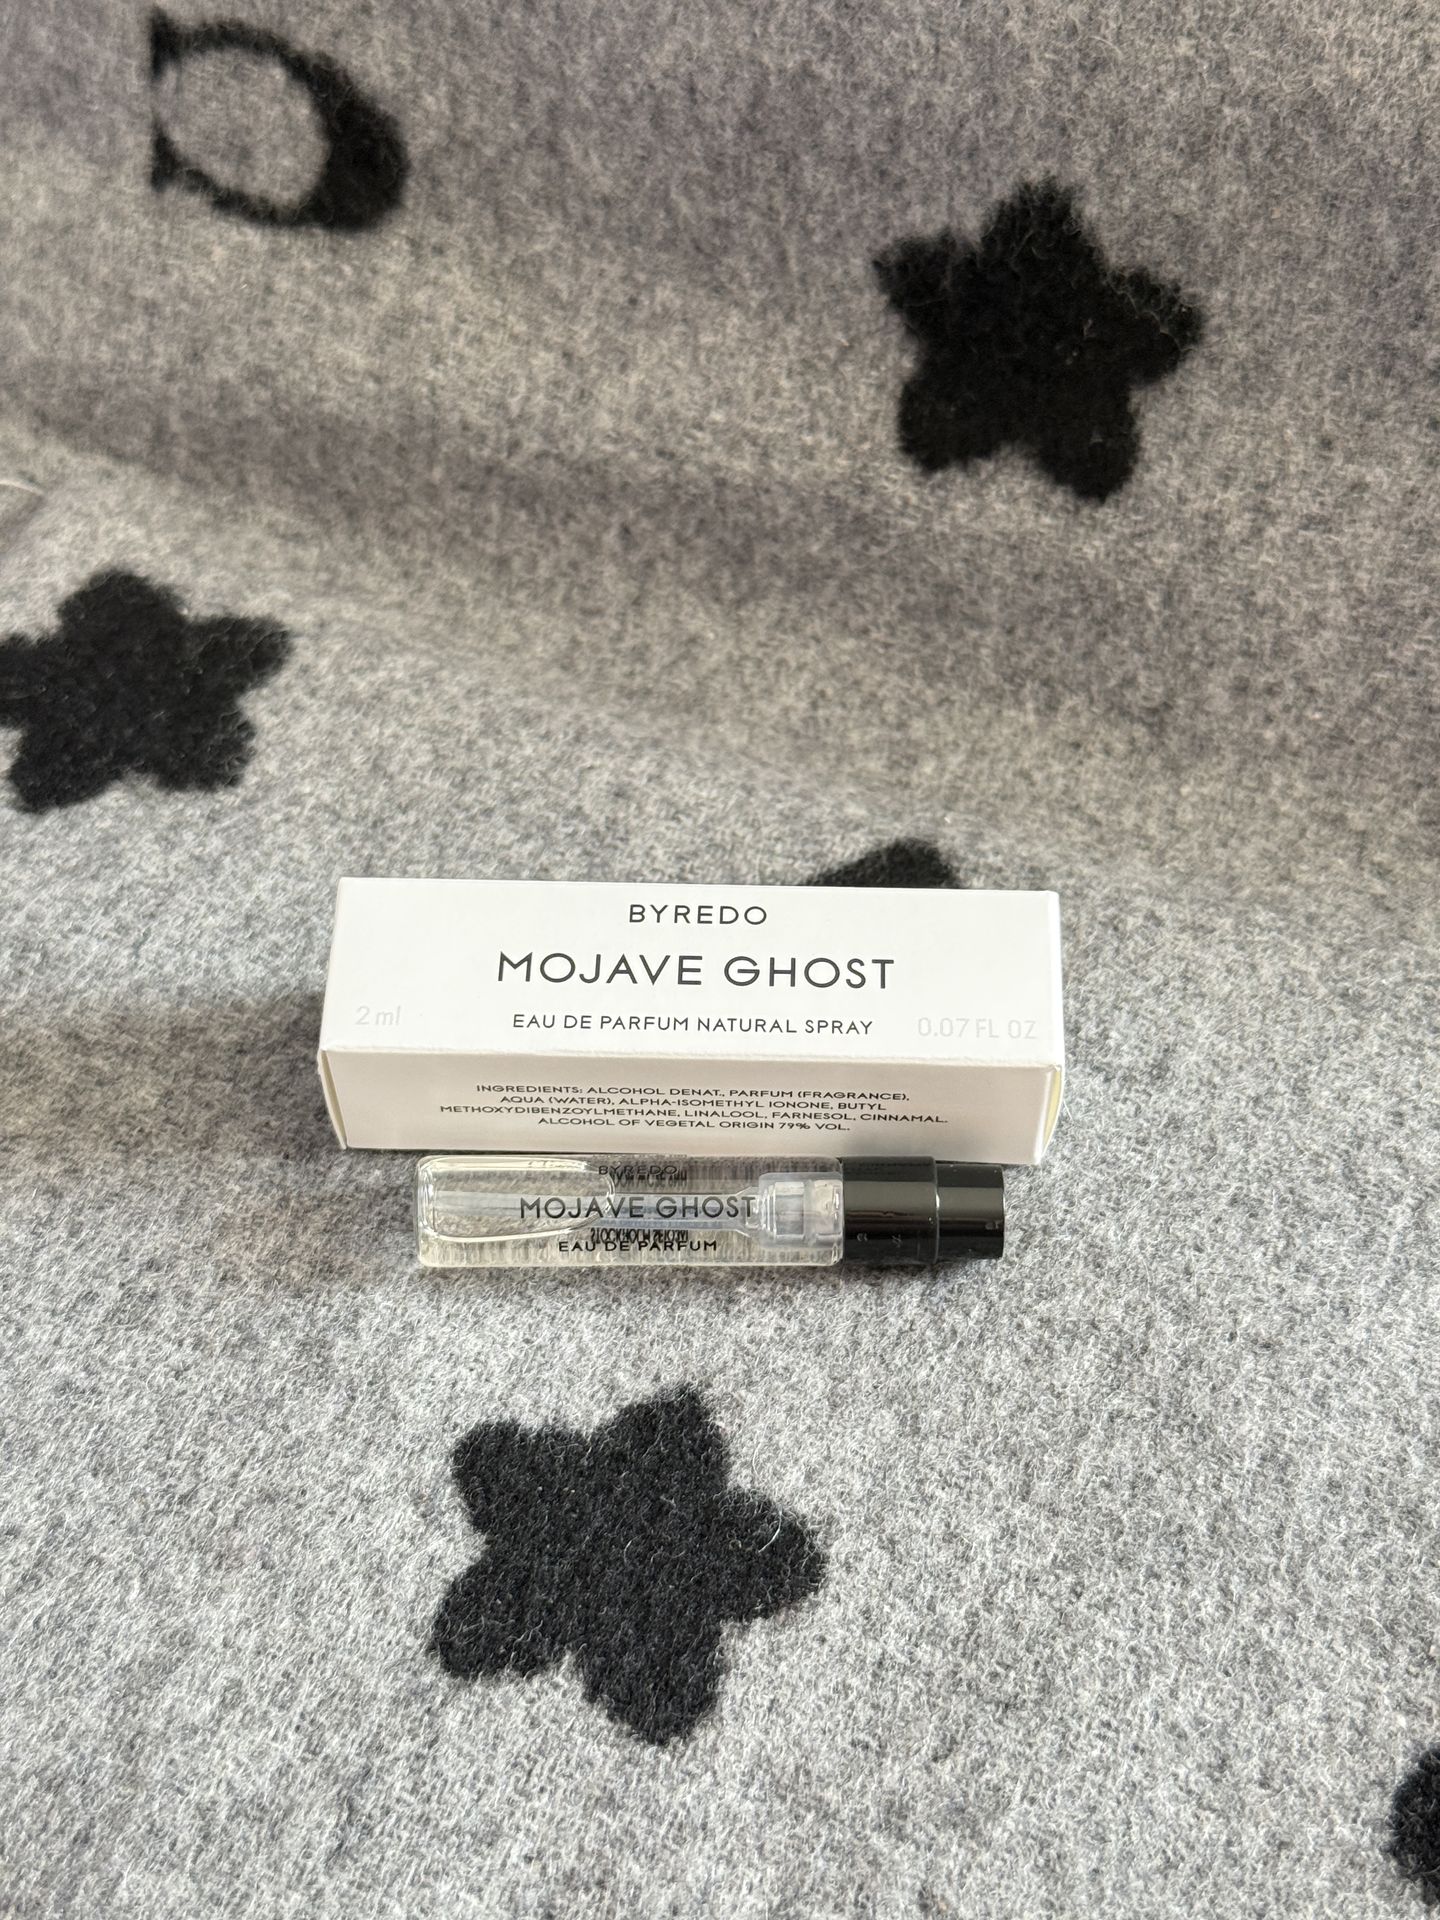 BYREDO
MOJAVE GHOST
2 ml EAU DE PARFUM NATURAL SPRAY 0.07 FL OZ
INGREDIENTS: ALCOHOL DENAT., PARFUM (FRAGRANCE),
AQUA (WATER), ALPHA-ISOMETHYL IONONE, BUTYL
METHOXYDIBENZOYLMETHANE, LINALOOL, FARNESOL, CINNAMAL.
ALCOHOL OF VEGETAL ORIGIN 79% VOL.
BYREDO
MOJAVE GHOST
EAU DE PARFUM